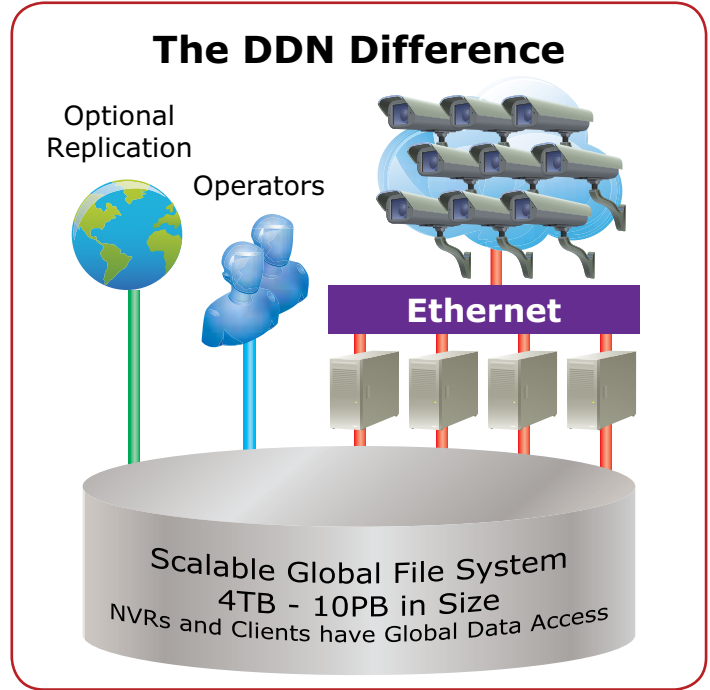 The DDN Difference
Optional
Replication
Operators
Ethernet
Scalable Global File System
4TB - 10PB in Size
NVRs and Clients have Global Data Access